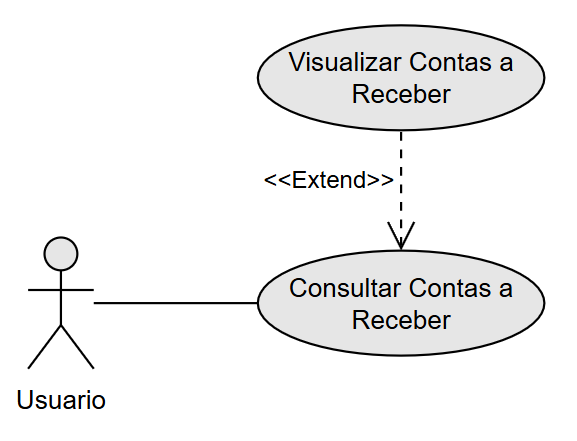 Visualizar Contas a
Receber
<<Extend>>
Consultar Contas a
Receber
Usuario